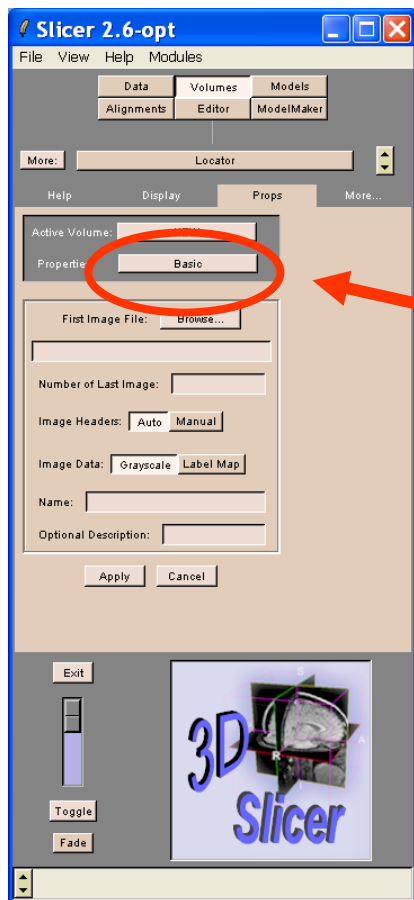 Slicer 2.6-opt
File View Help Modules
Data Volumes Models
Alignments Editor ModelMaker
More: Locator
Help Display Props More...
Active Volume:
Properties Basic
First Image File: Browse...
Number of Last Image:
Image Headers: Auto Manual
Image Data: Grayscale Label Map
Name:
Optional Description:
Apply Cancel
Exit
S
A
R
I
3D
Slicer
Toggle
Fade